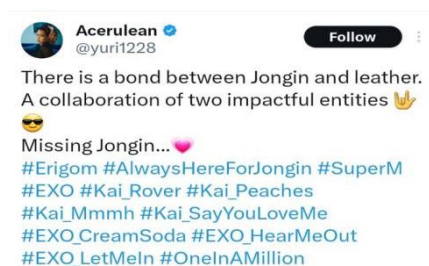 Acerulean
@yuri1228
Follow
There is a bond between Jongin and leather.
A collaboration of two impactful entities 🤟
😎
Missing Jongin...💗
#Erigom #AlwaysHereForJongin #SuperM
#EXO #Kai_Rover #Kai_Peaches
#Kai_Mmmh #Kai_SayYouLoveMe
#EXO_CreamSoda #EXO_HearMeOut
#EXO_LetMeIn #OneInAMillion